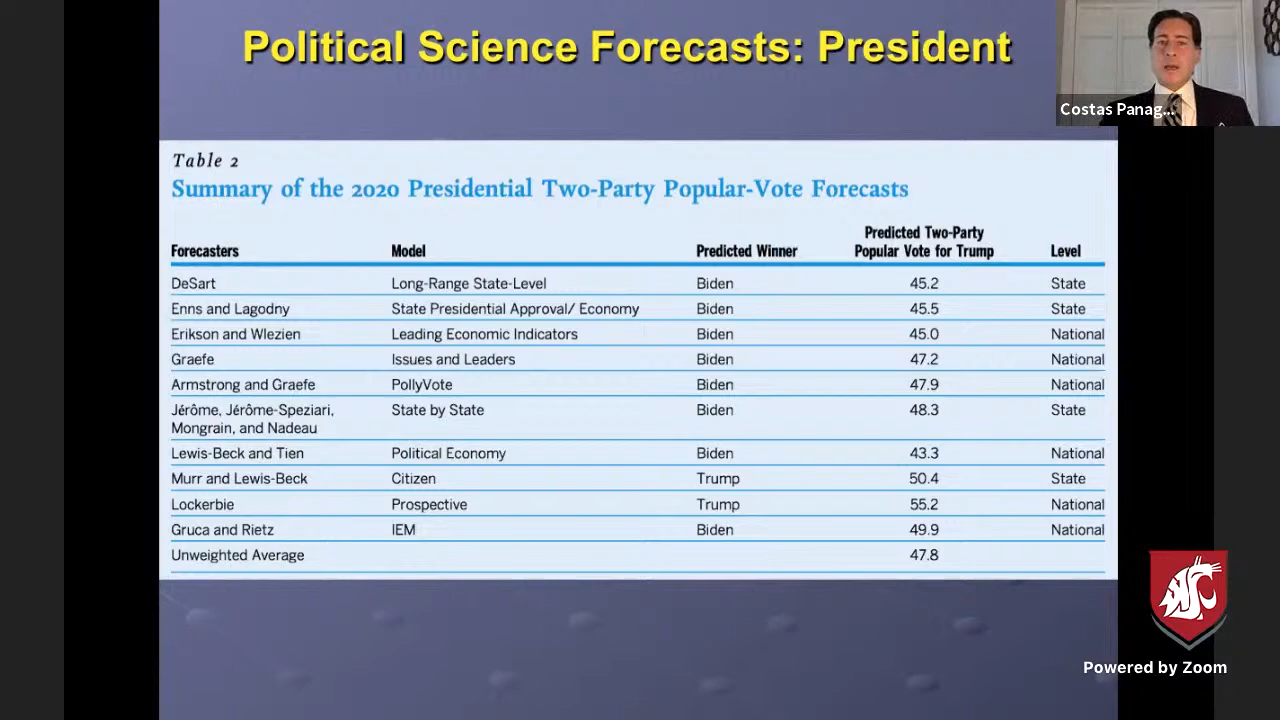 Political Science Forecasts: President
Costas Panag...
Table 2
Summary of the 2020 Presidential Two-Party Popular-Vote Forecasts
Predicted Two-Party
Forecasters Model Predicted Winner Popular Vote for Trump Level
DeSart Long-Range State-Level Biden 45.2 State
Enns and Lagodny State Presidential Approval/ Economy Biden 45.5 State
Erikson and Wlezien Leading Economic Indicators Biden 45.0 National
Graefe Issues and Leaders Biden 47.2 National
Armstrong and Graefe PollyVote Biden 47.9 National
Jérôme, Jérôme-Speziari, State by State Biden 48.3 State
Mongrain, and Nadeau
Lewis-Beck and Tien Political Economy Biden 43.3 National
Murr and Lewis-Beck Citizen Trump 50.4 State
Lockerbie Prospective Trump 55.2 National
Gruca and Rietz IEM Biden 49.9 National
Unweighted Average 47.8
Powered by Zoom